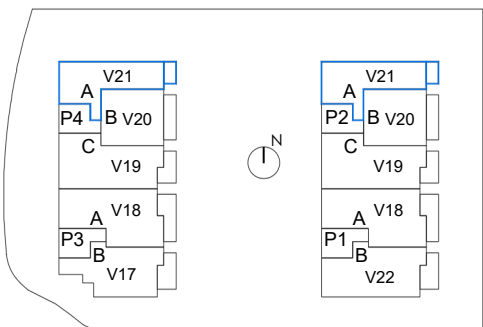 V21 V21
A A
P4 B V20 P2 B V20
N
C C
V19 V19
V18 V18
A A
P3 P1
B B
V17 V22